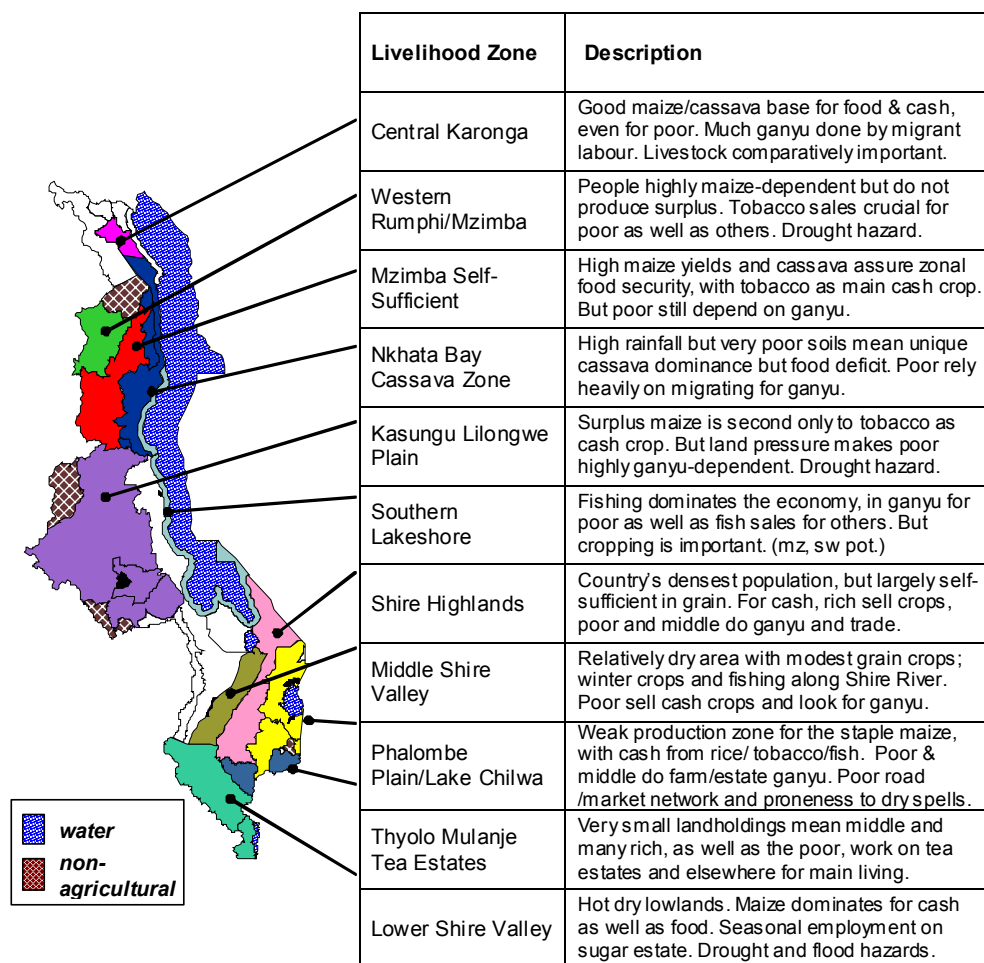 Livelihood Zone
Description
Central Karonga
Good maize/cassava base for food & cash,
even for poor. Much ganyu done by migrant
labour. Livestock comparatively important.
Western
Rumphi/Mzimba
People highly maize-dependent but do not
produce surplus. Tobacco sales crucial for
poor as well as others. Drought hazard.
Mzimba Self-
Sufficient
High maize yields and cassava assure zonal
food security, with tobacco as main cash crop.
But poor still depend on ganyu.
Nkhata Bay
Cassava Zone
High rainfall but very poor soils mean unique
cassava dominance but food deficit. Poor rely
heavily on migrating for ganyu.
Kasungu Lilongwe
Plain
Surplus maize is second only to tobacco as
cash crop. But land pressure makes poor
highly ganyu-dependent. Drought hazard.
Southern
Lakeshore
Fishing dominates the economy, in ganyu for
poor as well as fish sales for others. But
cropping is important. (mz, sw pot.)
Shire Highlands
Country's densest population, but largely self-
sufficient in grain. For cash, rich sell crops,
poor and middle do ganyu and trade.
Middle Shire
Valley
Relatively dry area with modest grain crops;
winter crops and fishing along Shire River.
Poor sell cash crops and look for ganyu.
Phalombe
Plain/Lake Chilwa
Weak production zone for the staple maize,
with cash from rice/ tobacco/fish. Poor &
middle do farm/estate ganyu. Poor road
/market network and proneness to dry spells.
Thyolo Mulanje
Tea Estates
Very small landholdings mean middle and
many rich, as well as the poor, work on tea
estates and elsewhere for main living.
Lower Shire Valley
Hot dry lowlands. Maize dominates for cash
as well as food. Seasonal employment on
sugar estate. Drought and flood hazards.
water
non-
agricultural